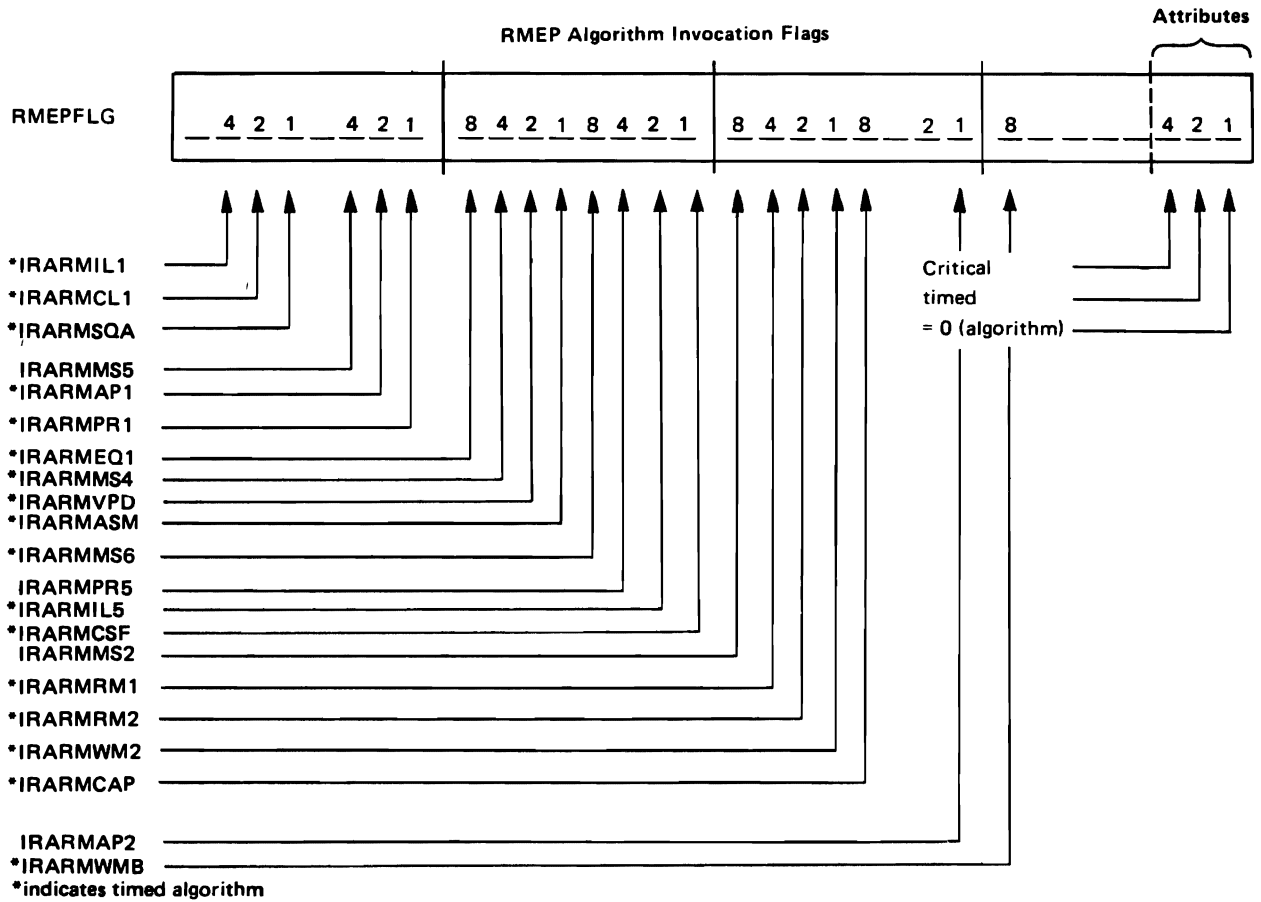 Attributes
RMEP Algorithm Invocation Flags
RMEPFLG
_ 4 2 1 _ 4 2 1 8 4 2 1 8 4 2 1 8 4 2 1 8 _ 2 1 8 _ _ _ _ 4 2 1
*IRARMIL1
Critical
*IRARMCL1
timed
*IRARMSQA
= 0 (algorithm)
IRARMMS5
*IRARMAP1
*IRARMPR1
*IRARMEQ1
*IRARMMS4
*IRARMVPD
*IRARMASM
*IRARMMS6
IRARMPR5
*IRARMIL5
*IRARMCSF
IRARMMS2
*IRARMRM1
*IRARMRM2
*IRARMWM2
*IRARMCAP
IRARMAP2
*IRARMWMB
*indicates timed algorithm